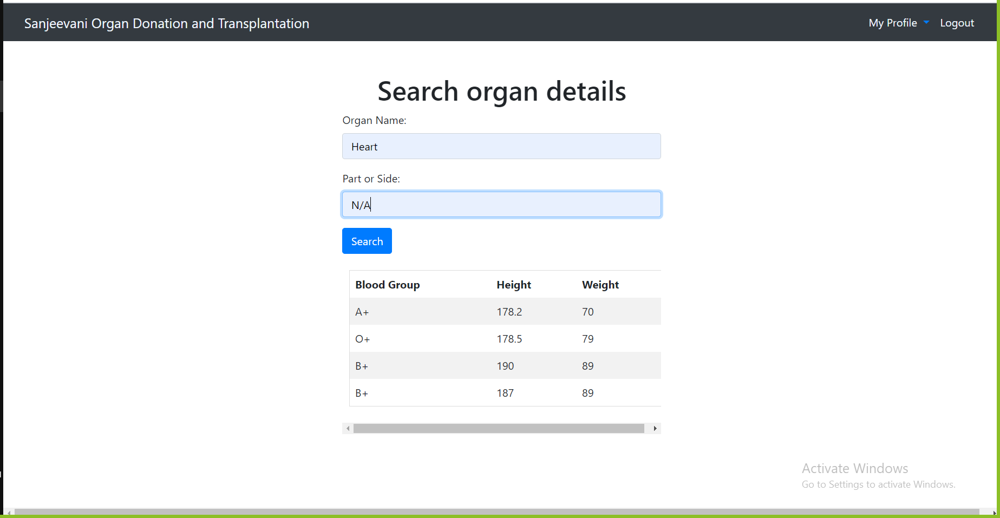 Sanjeevani Organ Donation and Transplantation My Profile Logout
Search organ details
Organ Name:
Heart
Part or Side:
N/A
Search
Blood Group Height Weight
A+ 178.2 70
O+ 178.5 79
B+ 190 89
B+ 187 89
Activate Windows
Go to Settings to activate Windows.